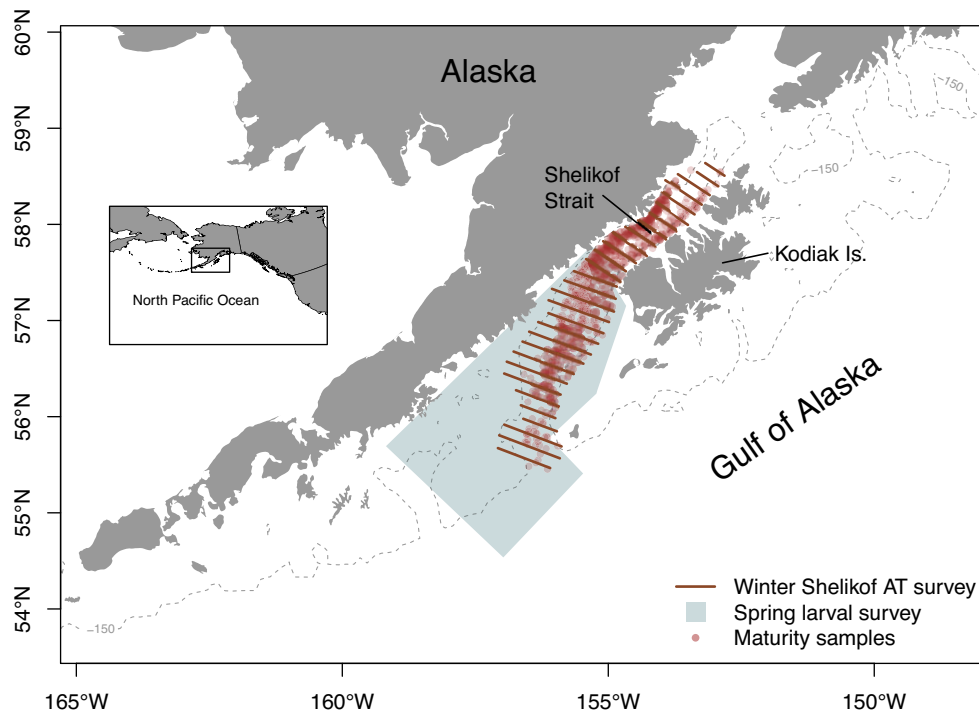 60°N
59°N
58°N
57°N
56°N
55°N
54°N
Alaska
−150
−150
Shelikof
Strait
Kodiak Is.
North Pacific Ocean
Gulf of Alaska
−150
Winter Shelikof AT survey
Spring larval survey
Maturity samples
165°W
160°W
155°W
150°W